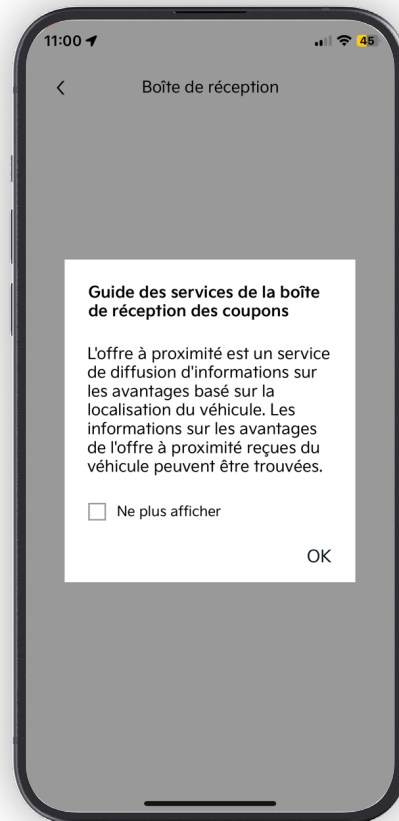 11:00
45
Boîte de réception
Guide des services de la boîte
de réception des coupons
L'offre à proximité est un service
de diffusion d'informations sur
les avantages basé sur la
localisation du véhicule. Les
informations sur les avantages
de l'offre à proximité reçues du
véhicule peuvent être trouvées.
Ne plus afficher
OK